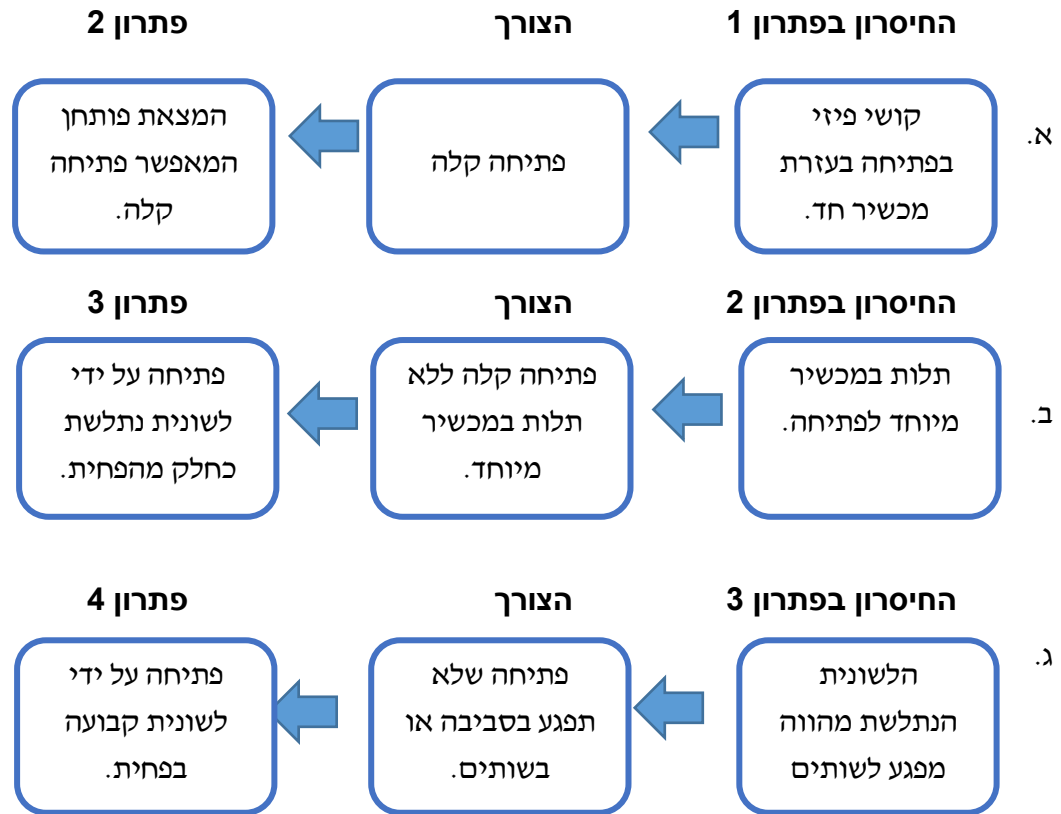 החיסרון בפתרון 1 הצורך פתרון 2
א.
קושי פיזי
בפתיחה בעזרת
מכשיר חד.
פתיחה קלה
המצאת פותחן
המאפשר פתיחה
קלה.
החיסרון בפתרון 2 הצורך פתרון 3
ב.
תלות במכשיר
מיוחד לפתיחה.
פתיחה קלה ללא
תלות במכשיר
מיוחד.
פתיחה על ידי
לשונית נתלשת
כחלק מהפחית.
החיסרון בפתרון 3 הצורך פתרון 4
ג.
הלשונית
הנתלשת מהווה
מפגע לשותים
פתיחה שלא
תפגע בסביבה או
בשותים.
פתיחה על ידי
לשונית קבועה
בפחית.